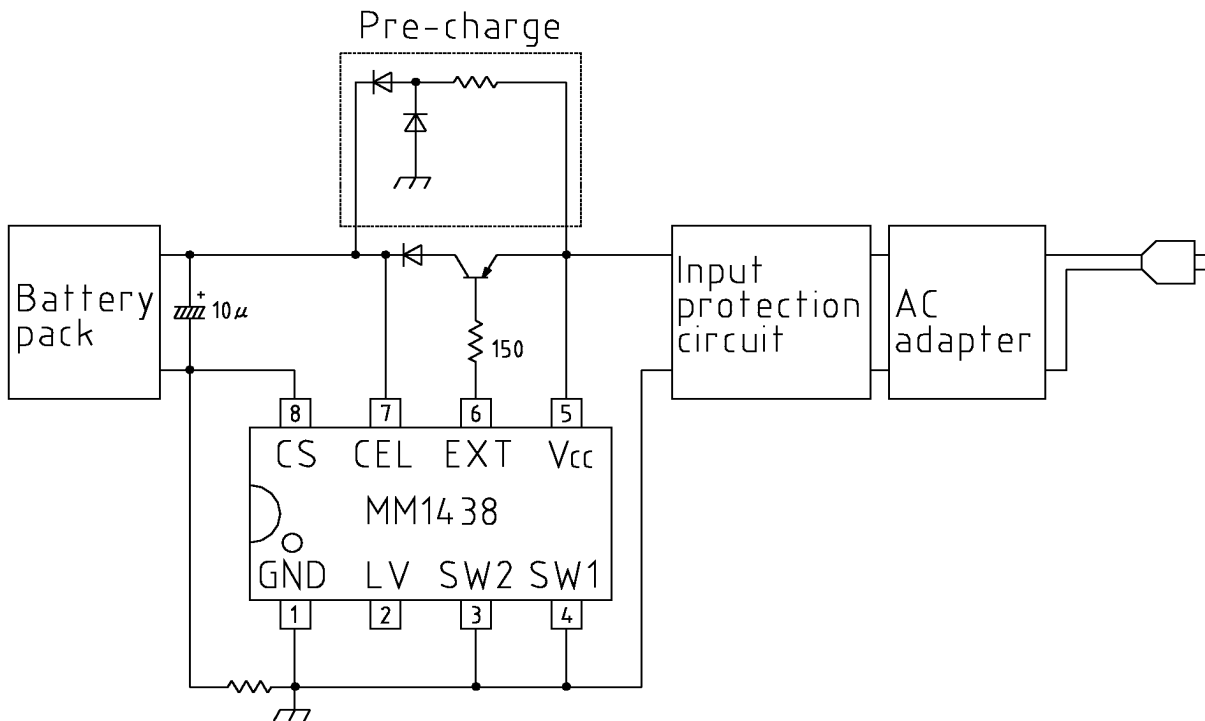 Pre-charge
Battery
pack
+
10μ
150
Input
protection
circuit
AC
adapter
8
7
6
5
CS
CEL
EXT
Vcc
MM1438
GND
LV
SW2
SW1
1
2
3
4